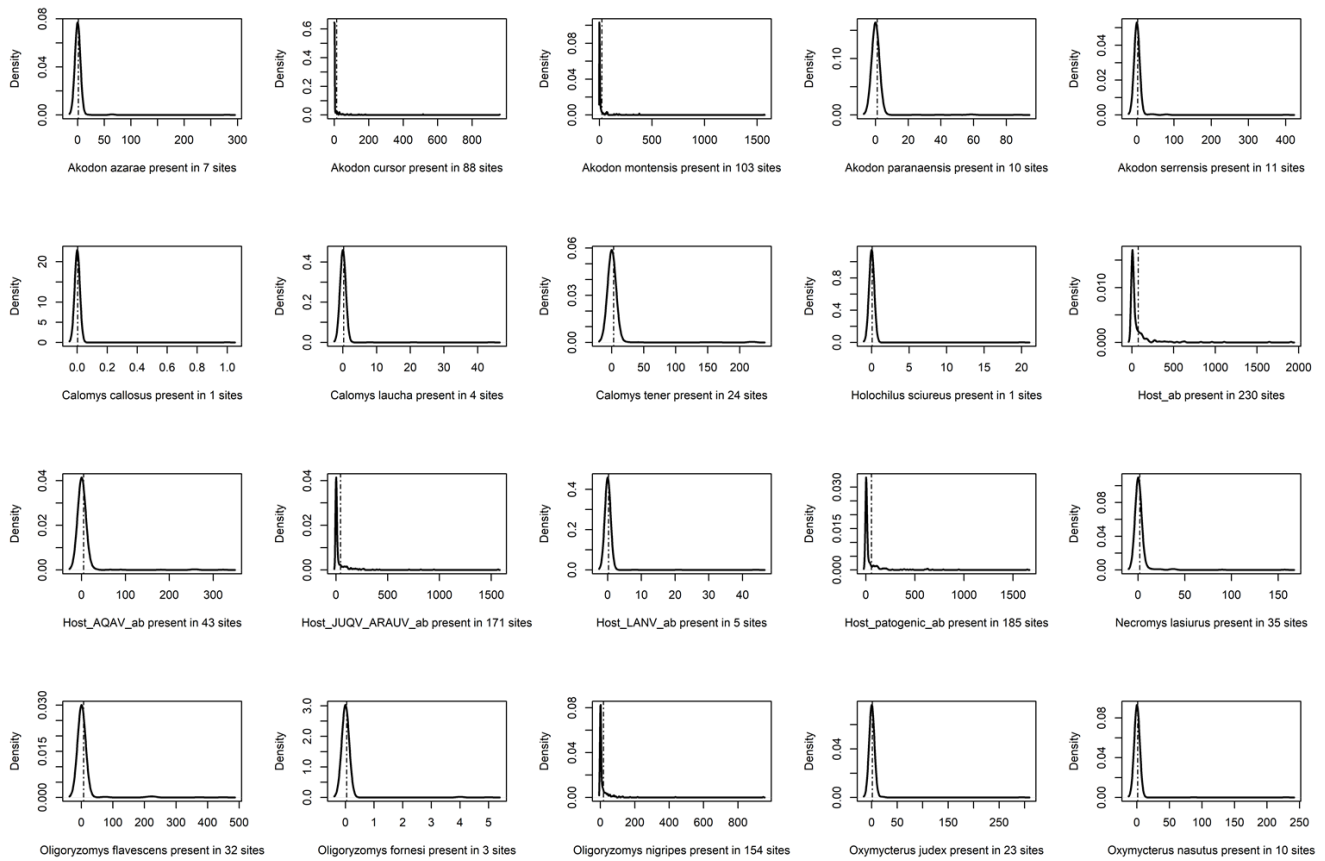 Density
0.00 0.04 0.08
0 50 100 150 200 250 300
Akodon azarae present in 7 sites
Density
0.0 0.2 0.4 0.6
0 200 400 600 800
Akodon cursor present in 88 sites
Density
0.00 0.04 0.08
0 500 1000 1500
Akodon montensis present in 103 sites
Density
0.00 0.10
0 20 40 60 80
Akodon paranaensis present in 10 sites
Density
0.00 0.02 0.04
0 100 200 300 400
Akodon serrensis present in 11 sites
Density
0 5 10 20
0.0 0.2 0.4 0.6 0.8 1.0
Calomys callosus present in 1 sites
Density
0.0 0.2 0.4
0 10 20 30 40
Calomys laucha present in 4 sites
Density
0.00 0.03 0.06
0 50 100 150 200
Calomys tener present in 24 sites
Density
0.0 0.4 0.8
0 5 10 15 20
Holochilus sciureus present in 1 sites
Density
0.000 0.010
0 500 1000 1500 2000
Host_ab present in 230 sites
Density
0.00 0.02 0.04
0 100 200 300
Host_AQAV_ab present in 43 sites
Density
0.00 0.02 0.04
0 500 1000 1500
Host_JUQV_ARAUV_ab present in 171 sites
Density
0.0 0.2 0.4
0 10 20 30 40
Host_LANV_ab present in 5 sites
Density
0.000 0.015 0.030
0 500 1000 1500
Host_patogenic_ab present in 185 sites
Density
0.00 0.04 0.08
0 50 100 150
Necromys lasiurus present in 35 sites
Density
0.000 0.015 0.030
0 100 200 300 400 500
Oligoryzomys flavescens present in 32 sites
Density
0.0 1.0 2.0 3.0
0 1 2 3 4 5
Oligoryzomys fornesi present in 3 sites
Density
0.00 0.04 0.08
0 200 400 600 800
Oligoryzomys nigripes present in 154 sites
Density
0.00 0.04
0 50 100 150 200 250 300
Oxymycterus judex present in 23 sites
Density
0.00 0.04 0.08
0 50 100 150 200 250
Oxymycterus nasutus present in 10 sites